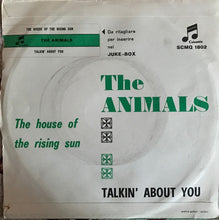 THE HOUSE OF THE RISING SUN
THE ANIMALS
TALKIN' ABOUT YOU
Da ritagliare
per inserire
nel
JUKE-BOX
Columbia
SCMQ 1802
The
ANIMALS
The house of
the rising sun
TALKIN' ABOUT YOU